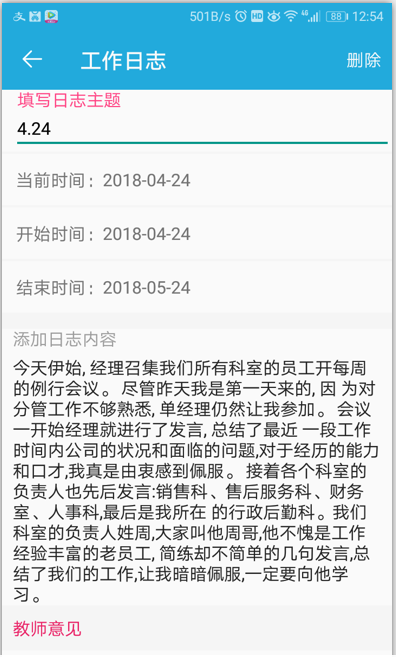 501B/s HD 46 88 12:54
工作日志
删除
填写日志主题
4.24
当前时间：2018-04-24
开始时间：2018-04-24
结束时间：2018-05-24
添加日志内容
今天伊始, 经理召集我们所有科室的员工开每周
的例行会议。 尽管昨天我是第一天来的, 因 为对
分管工作不够熟悉, 单经理仍然让我参加。 会议
一开始经理就进行了发言, 总结了最近 一段工作
时间内公司的状况和面临的问题,对于经历的能力
和口才,我真是由衷感到佩服。 接着各个科室的
负责人也先后发言:销售科、售后服务科、财务
室、人事科,最后是我所在 的行政后勤科。我们
科室的负责人姓周,大家叫他周哥,他不愧是工作
经验丰富的老员工, 简练却不简单的几句发言,总
结了我们的工作,让我暗暗佩服,一定要向他学
习。
教师意见